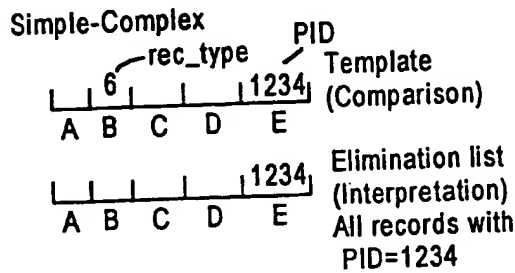 Simple-Complex
PID
rec_type
6 1234 Template
(Comparison)
A B C D E
1234 Elimination list
(Interpretation)
A B C D E All records with
PID=1234